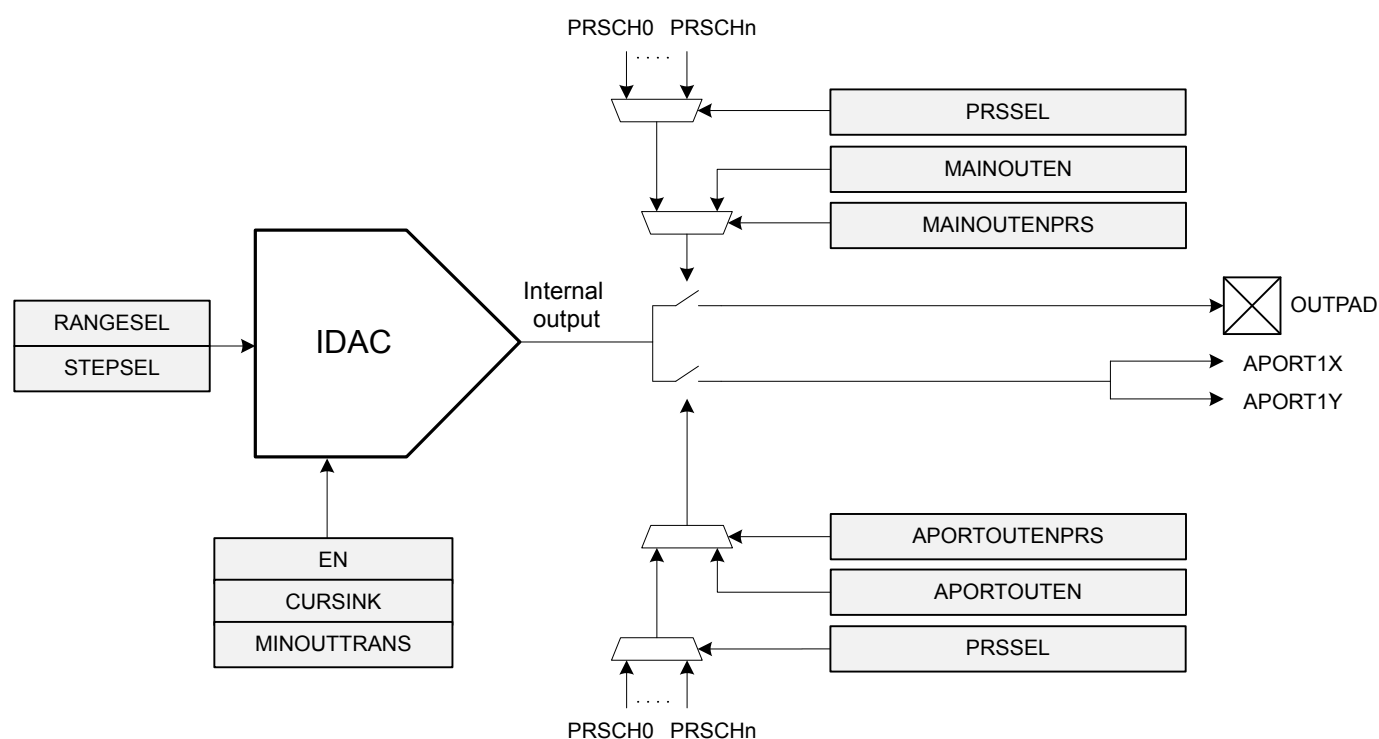 PRSCH0 PRSCHn
PRSSEL
MAINOUTEN
MAINOUTENPRS
Internal
output
OUTPAD
RANGESEL
IDAC
STEPSEL
APORT1X
APORT1Y
APORTOUTENPRS
EN
APORTOUTEN
CURSINK
MINOUTTRANS
PRSSEL
PRSCH0 PRSCHn